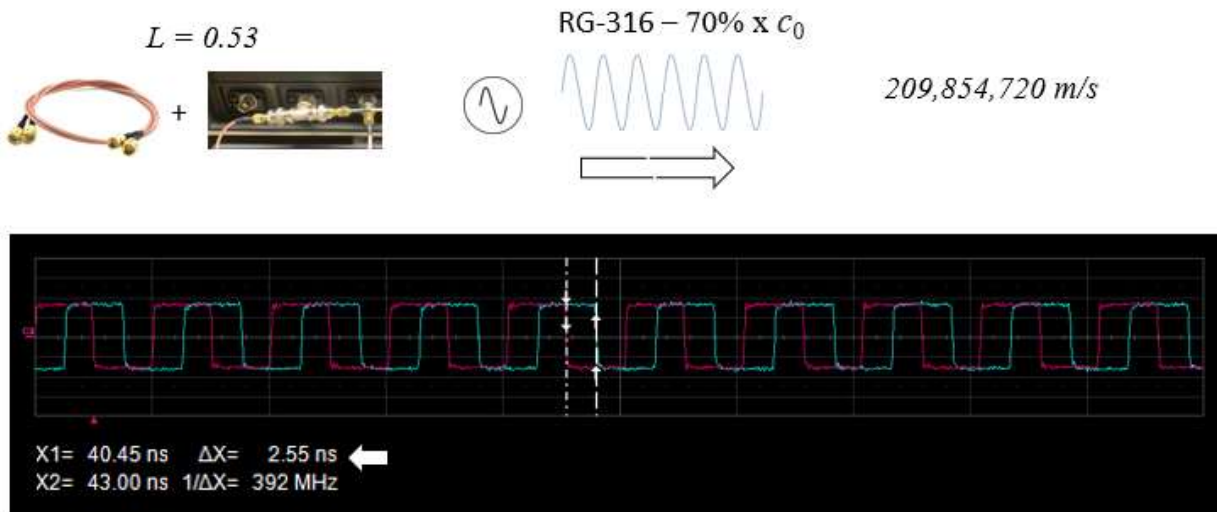 L = 0.53
RG-316 – 70% x c₀
+
209,854,720 m/s
X1= 40.45 ns ΔX= 2.55 ns
X2= 43.00 ns 1/ΔX= 392 MHz